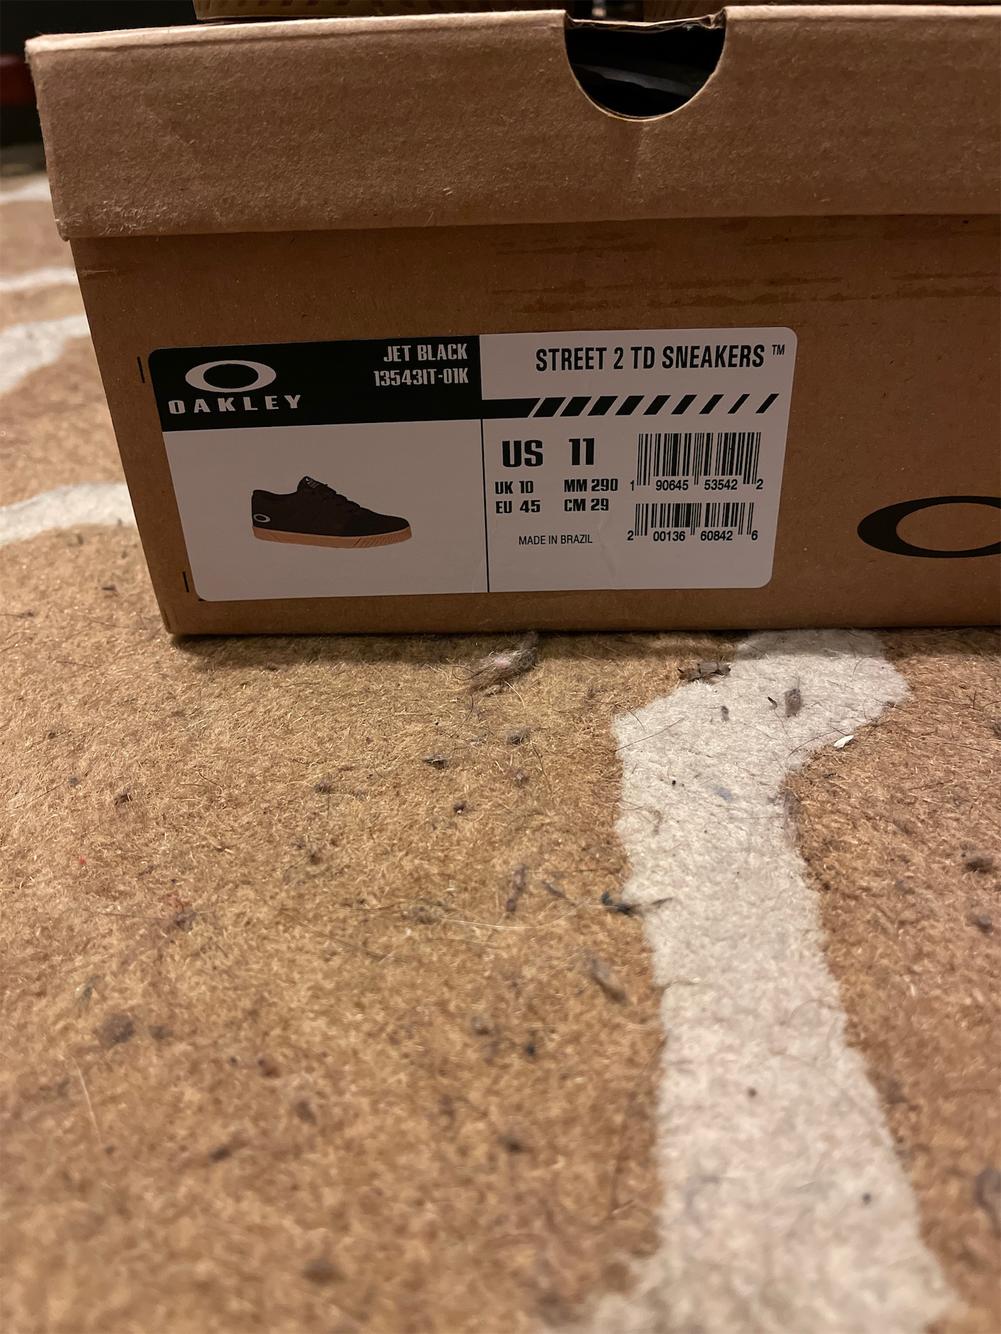 OAKLEY
JET BLACK
13543IT-01K
STREET 2 TD SNEAKERS ™
US 11
UK 10 MM 290
EU 45 CM 29
MADE IN BRAZIL
1 90645 53542 2
2 00136 60842 6